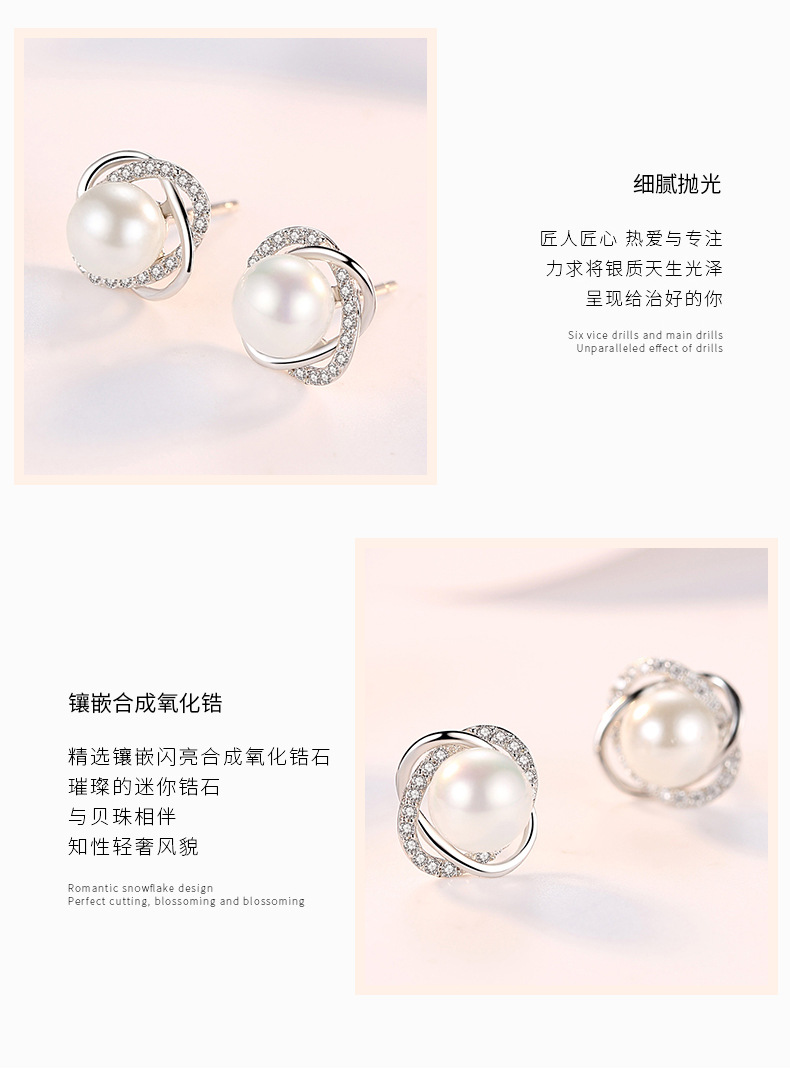 细腻抛光
匠人匠心 热爱与专注
力求将银质天生光泽
呈现给治好的你
Six vice drills and main drills
Unparalleled effect of drills
镶嵌合成氧化锆
精选镶嵌闪亮合成氧化锆石
璀璨的迷你锆石
与贝珠相伴
知性轻奢风貌
Romantic snowflake design
Perfect cutting, blossoming and blossoming